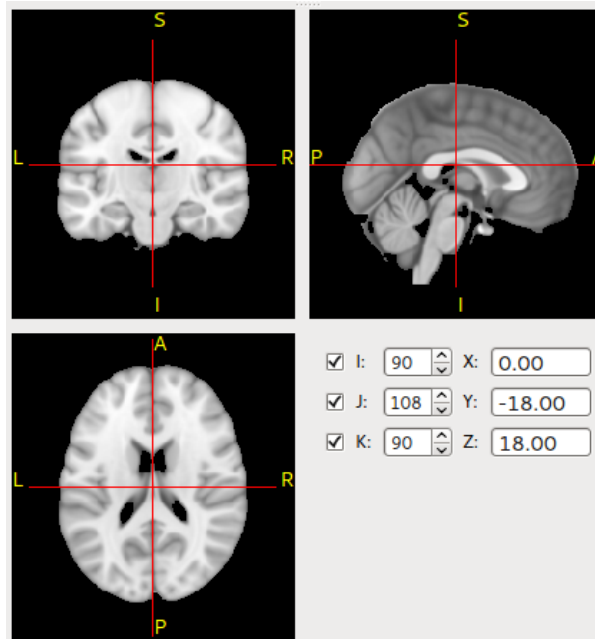 S
L R
I
S
P A
I
A
L R
P
I: 90 X: 0.00
J: 108 Y: -18.00
K: 90 Z: 18.00